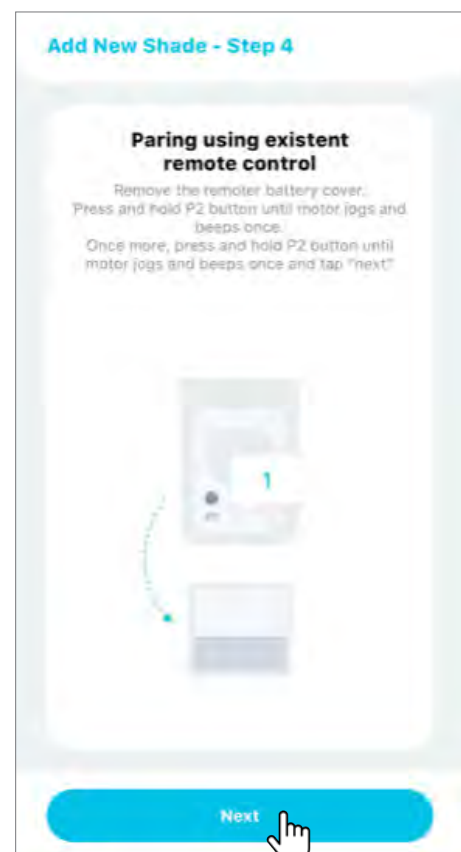 Add New Shade - Step 4
Paring using existent
remote control
Remove the remoter battery cover.
Press and hold P2 button until motor jogs and
beeps once.
Once more, press and hold P2 button until
motor jogs and beeps once and tap "next"
1
Next